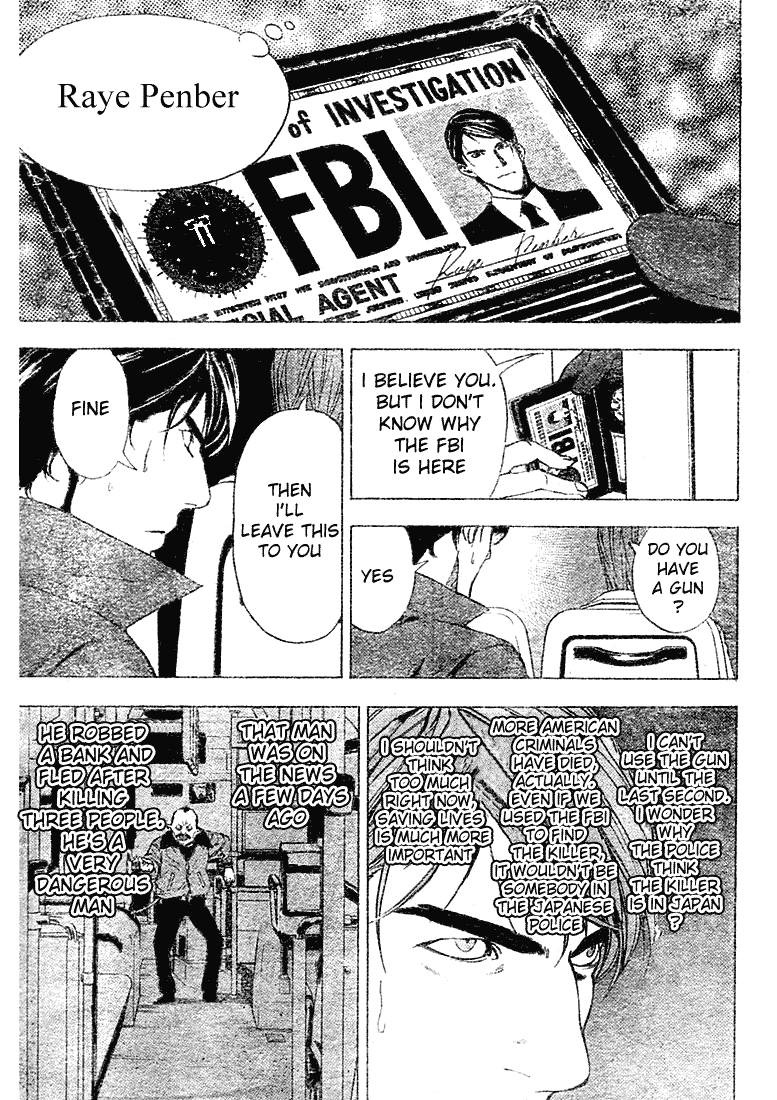 Raye Penber
of INVESTIGATION
FBI
Raye Penber
CIAL AGENT
I BELIEVE YOU.
BUT I DON'T
KNOW WHY
THE FBI
IS HERE
FBI
THEN
I'LL
LEAVE THIS
TO YOU
FINE
DO YOU
HAVE
A GUN
?
YES
I CAN'T
USE THE GUN
UNTIL THE
LAST SECOND.
I WONDER
WHY
THE POLICE
THINK
THE KILLER
IS IN JAPAN
?
MORE AMERICAN
CRIMINALS
HAVE DIED,
ACTUALLY.
EVEN IF WE
USED THE FBI
TO FIND
THE KILLER,
IT WOULDN'T BE
SOMEBODY IN
THE JAPANESE
POLICE
I SHOULDN'T
THINK
TOO MUCH
RIGHT NOW,
SAVING LIVES
IS MUCH MORE
IMPORTANT
THAT MAN
WAS ON
THE NEWS
A FEW DAYS
AGO
HE ROBBED
A BANK AND
FLED AFTER
KILLING
THREE PEOPLE.
HE'S A
VERY
DANGEROUS
MAN